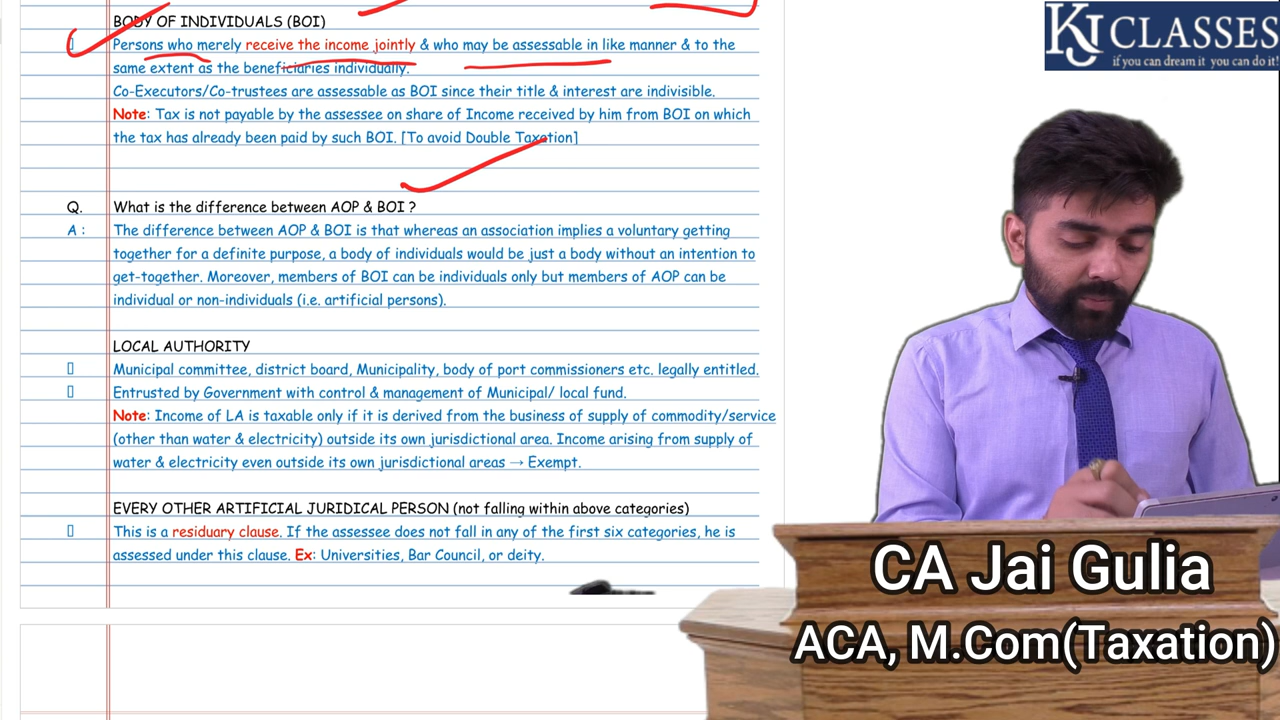 BODY OF INDIVIDUALS (BOI)
Persons who merely receive the income jointly & who may be assessable in like manner & to the
same extent as the beneficiaries individually.
Co-Executors/Co-trustees are assessable as BOI since their title & interest are indivisible.
Note: Tax is not payable by the assessee on share of Income received by him from BOI on which
the tax has already been paid by such BOI. [To avoid Double Taxation]
Q. What is the difference between AOP & BOI ?
A : The difference between AOP & BOI is that whereas an association implies a voluntary getting
together for a definite purpose, a body of individuals would be just a body without an intention to
get-together. Moreover, members of BOI can be individuals only but members of AOP can be
individual or non-individuals (i.e. artificial persons).
LOCAL AUTHORITY
Municipal committee, district board, Municipality, body of port commissioners etc. legally entitled.
Entrusted by Government with control & management of Municipal/ local fund.
Note: Income of LA is taxable only if it is derived from the business of supply of commodity/service
(other than water & electricity) outside its own jurisdictional area. Income arising from supply of
water & electricity even outside its own jurisdictional areas → Exempt.
EVERY OTHER ARTIFICIAL JURIDICAL PERSON (not falling within above categories)
This is a residuary clause. If the assessee does not fall in any of the first six categories, he is
assessed under this clause. Ex: Universities, Bar Council, or deity.
KJ CLASSES
if you can dream it you can do it!
CA Jai Gulia
ACA, M.Com(Taxation)